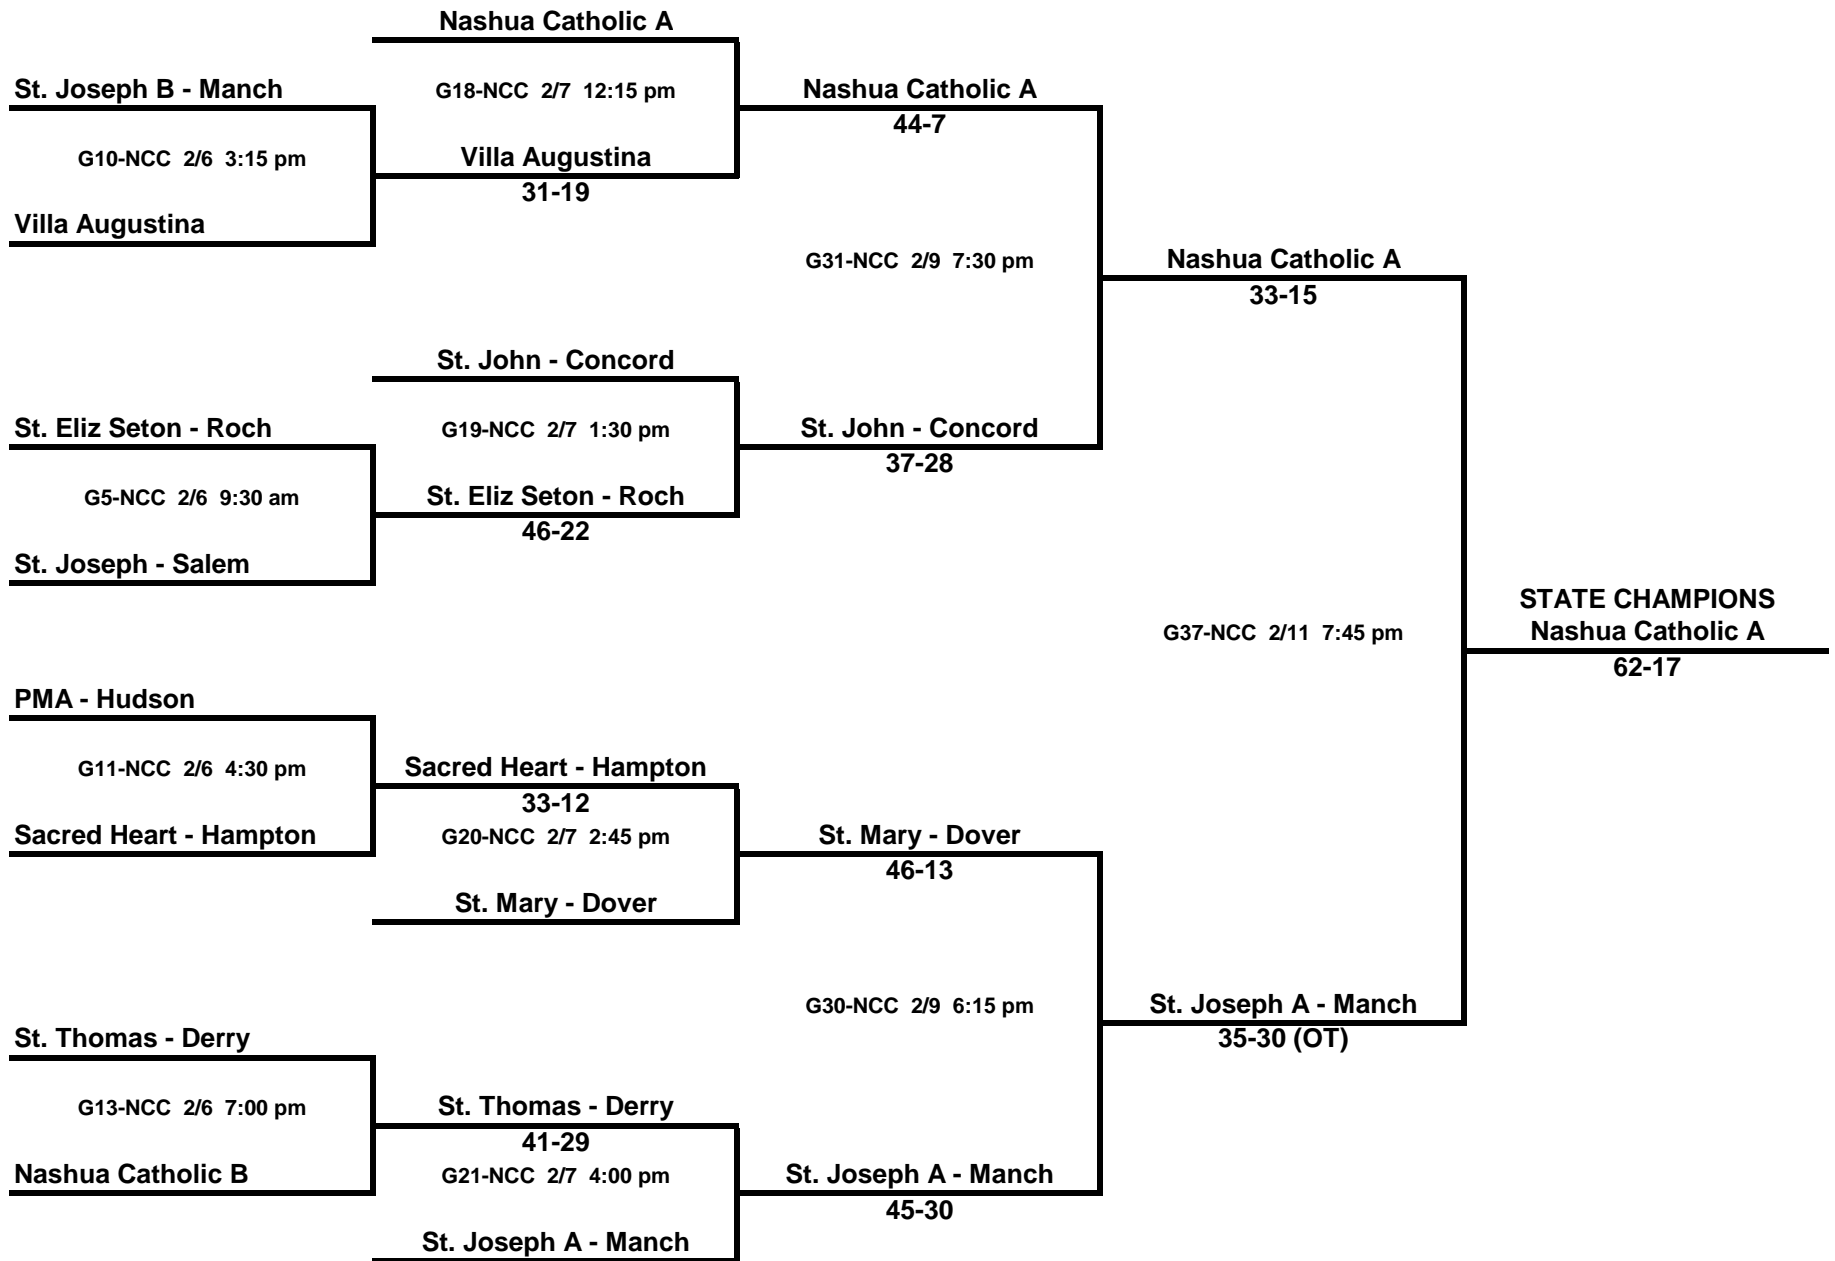 Nashua Catholic A
St. Joseph B - Manch
G18-NCC 2/7 12:15 pm
Nashua Catholic A
44-7
G10-NCC 2/6 3:15 pm
Villa Augustina
31-19
Villa Augustina
G31-NCC 2/9 7:30 pm
Nashua Catholic A
33-15
St. John - Concord
St. Eliz Seton - Roch
G19-NCC 2/7 1:30 pm
St. John - Concord
37-28
G5-NCC 2/6 9:30 am
St. Eliz Seton - Roch
46-22
St. Joseph - Salem
STATE CHAMPIONS
G37-NCC 2/11 7:45 pm
Nashua Catholic A
62-17
PMA - Hudson
G11-NCC 2/6 4:30 pm
Sacred Heart - Hampton
33-12
Sacred Heart - Hampton
G20-NCC 2/7 2:45 pm
St. Mary - Dover
46-13
St. Mary - Dover
G30-NCC 2/9 6:15 pm
St. Joseph A - Manch
35-30 (OT)
St. Thomas - Derry
G13-NCC 2/6 7:00 pm
St. Thomas - Derry
41-29
Nashua Catholic B
G21-NCC 2/7 4:00 pm
St. Joseph A - Manch
45-30
St. Joseph A - Manch